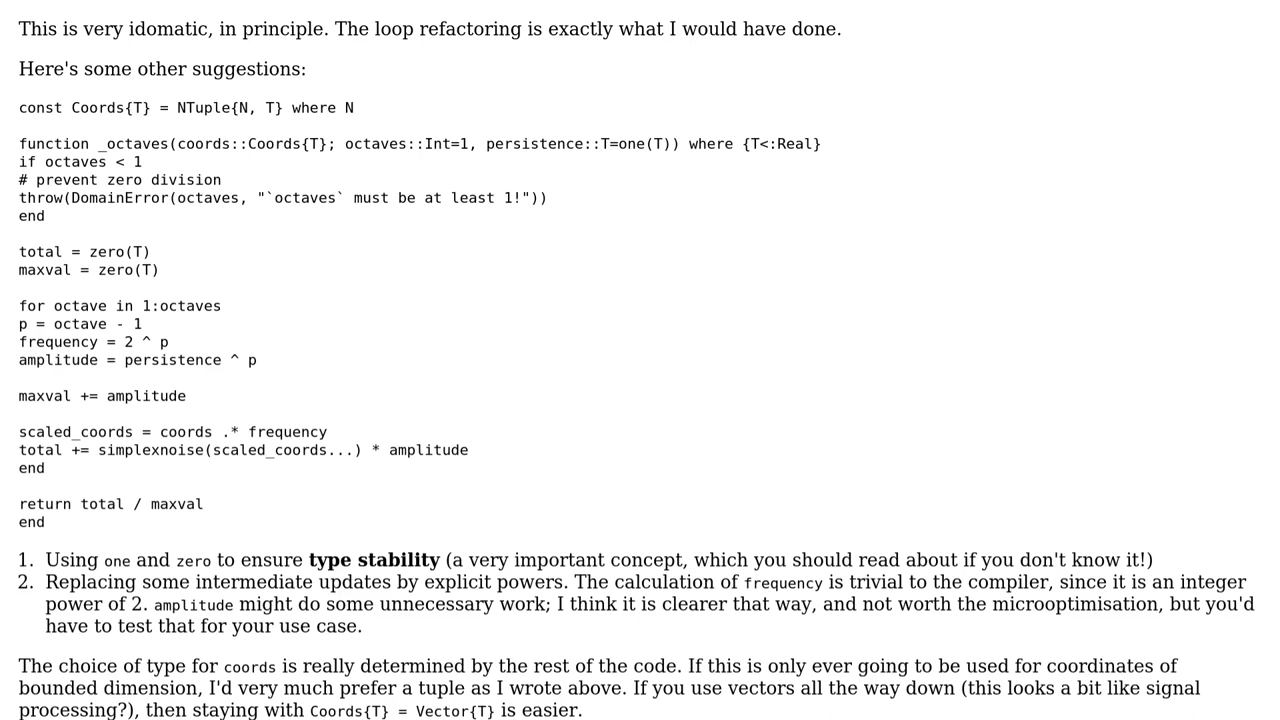 This is very idomatic, in principle. The loop refactoring is exactly what I would have done.
Here's some other suggestions:
const Coords{T} = NTuple{N, T} where N
function _octaves(coords::Coords{T}; octaves::Int=1, persistence::T=one(T)) where {T<:Real}
if octaves < 1
# prevent zero division
throw(DomainError(octaves, "`octaves` must be at least 1!"))
end
total = zero(T)
maxval = zero(T)
for octave in 1:octaves
p = octave - 1
frequency = 2 ^ p
amplitude = persistence ^ p
maxval += amplitude
scaled_coords = coords .* frequency
total += simplexnoise(scaled_coords...) * amplitude
end
return total / maxval
end
1. Using one and zero to ensure type stability (a very important concept, which you should read about if you don't know it!)
2. Replacing some intermediate updates by explicit powers. The calculation of frequency is trivial to the compiler, since it is an integer
power of 2. amplitude might do some unnecessary work; I think it is clearer that way, and not worth the microoptimisation, but you'd
have to test that for your use case.
The choice of type for coords is really determined by the rest of the code. If this is only ever going to be used for coordinates of
bounded dimension, I'd very much prefer a tuple as I wrote above. If you use vectors all the way down (this looks a bit like signal
processing?), then staying with Coords{T} = Vector{T} is easier.